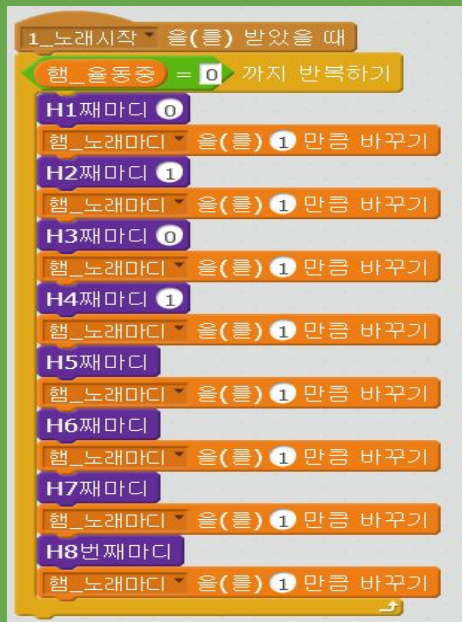 1_노래시작 을(를) 받았을 때
햄_율동중 = 0 까지 반복하기
H1째마디 0
햄_노래마디 을(를) 1 만큼 바꾸기
H2째마디 1
햄_노래마디 을(를) 1 만큼 바꾸기
H3째마디 0
햄_노래마디 을(를) 1 만큼 바꾸기
H4째마디 1
햄_노래마디 을(를) 1 만큼 바꾸기
H5째마디
햄_노래마디 을(를) 1 만큼 바꾸기
H6째마디
햄_노래마디 을(를) 1 만큼 바꾸기
H7째마디
햄_노래마디 을(를) 1 만큼 바꾸기
H8번째마디
햄_노래마디 을(를) 1 만큼 바꾸기